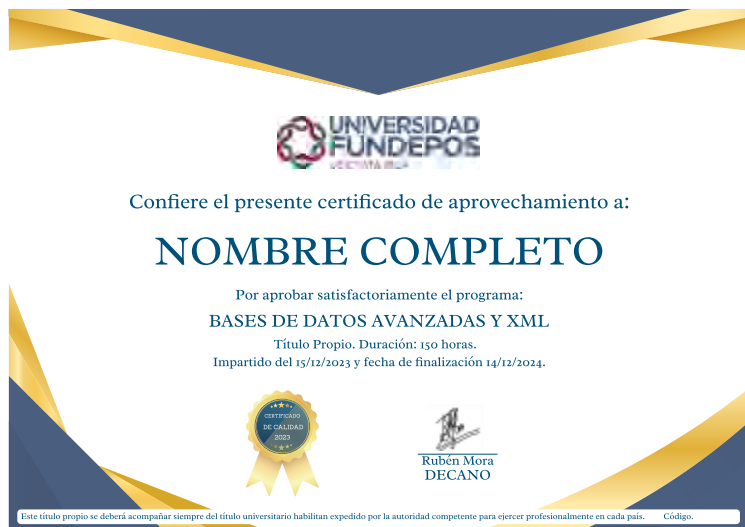 UNIVERSIDAD
FUNDEPOS
Confiere el presente certificado de aprovechamiento a:
NOMBRE COMPLETO
Por aprobar satisfactoriamente el programa:
BASES DE DATOS AVANZADAS Y XML
Título Propio. Duración: 150 horas.
Impartido del 15/12/2023 y fecha de finalización 14/12/2024.
CERTIFICADO
DE CALIDAD
2023
Rubén Mora
DECANO
Este título propio se deberá acompañar siempre del título universitario habilitan expedido por la autoridad competente para ejercer profesionalmente en cada país. Código.